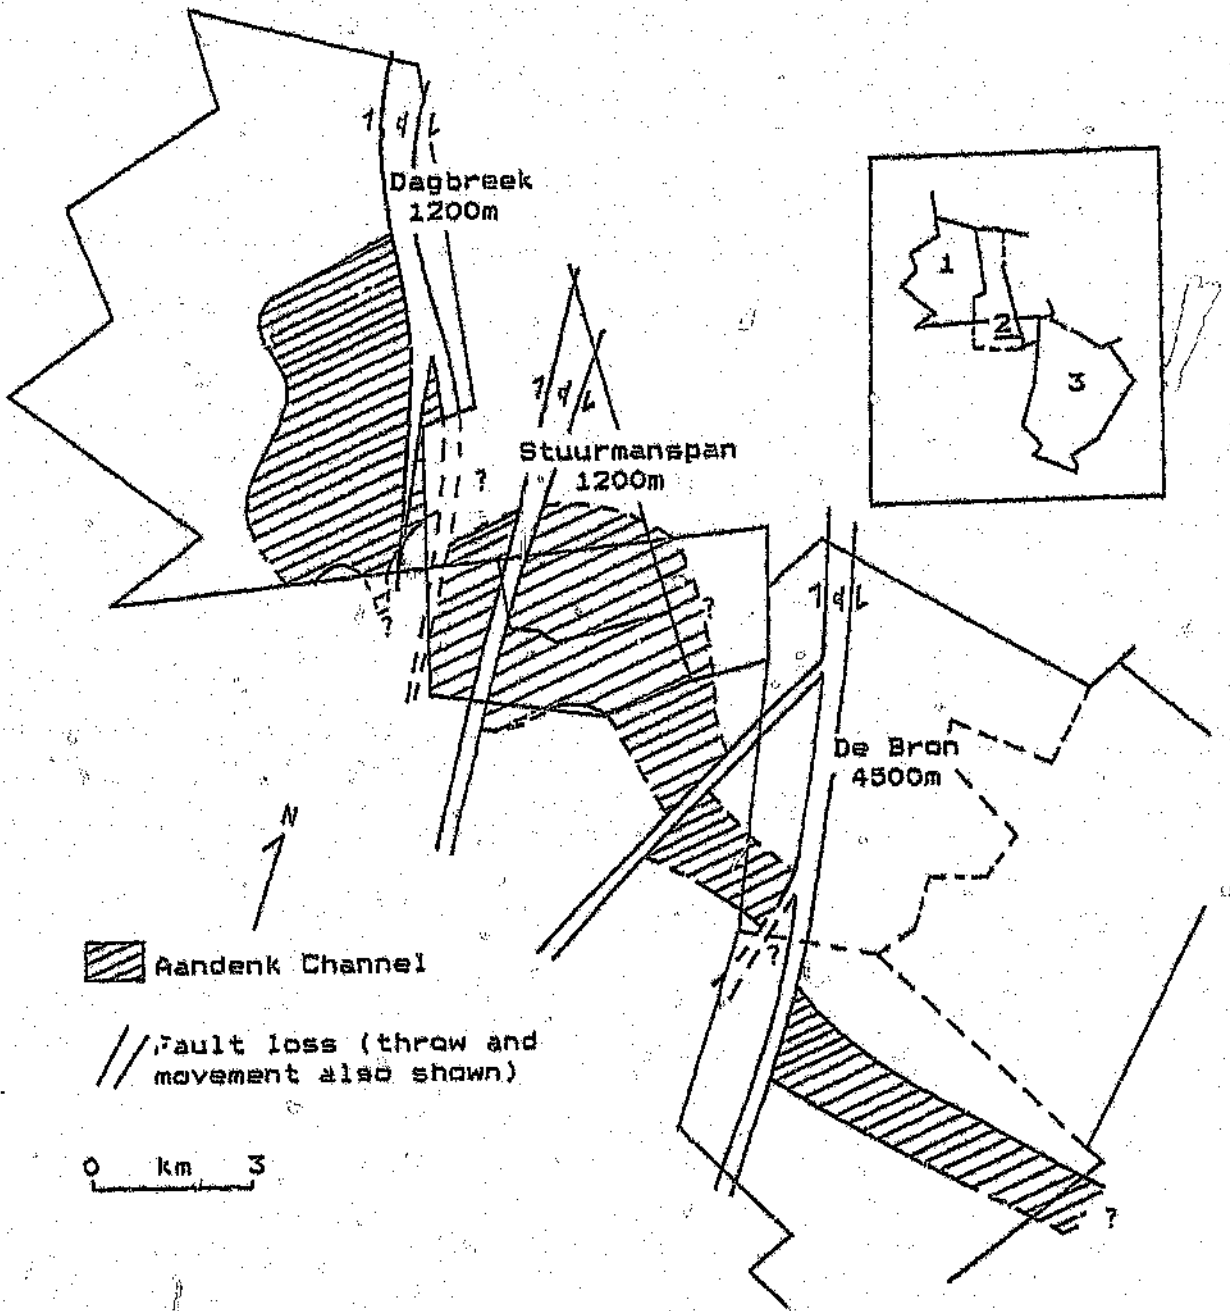 d
Dagbreek
1200m
1
2
3
d
Stuurmanspan
1200m
?
?
?
d
De Bron
4500m
N
?
Aandenk Channel
Fault loss (throw and
movement also shown)
0 km 3
?